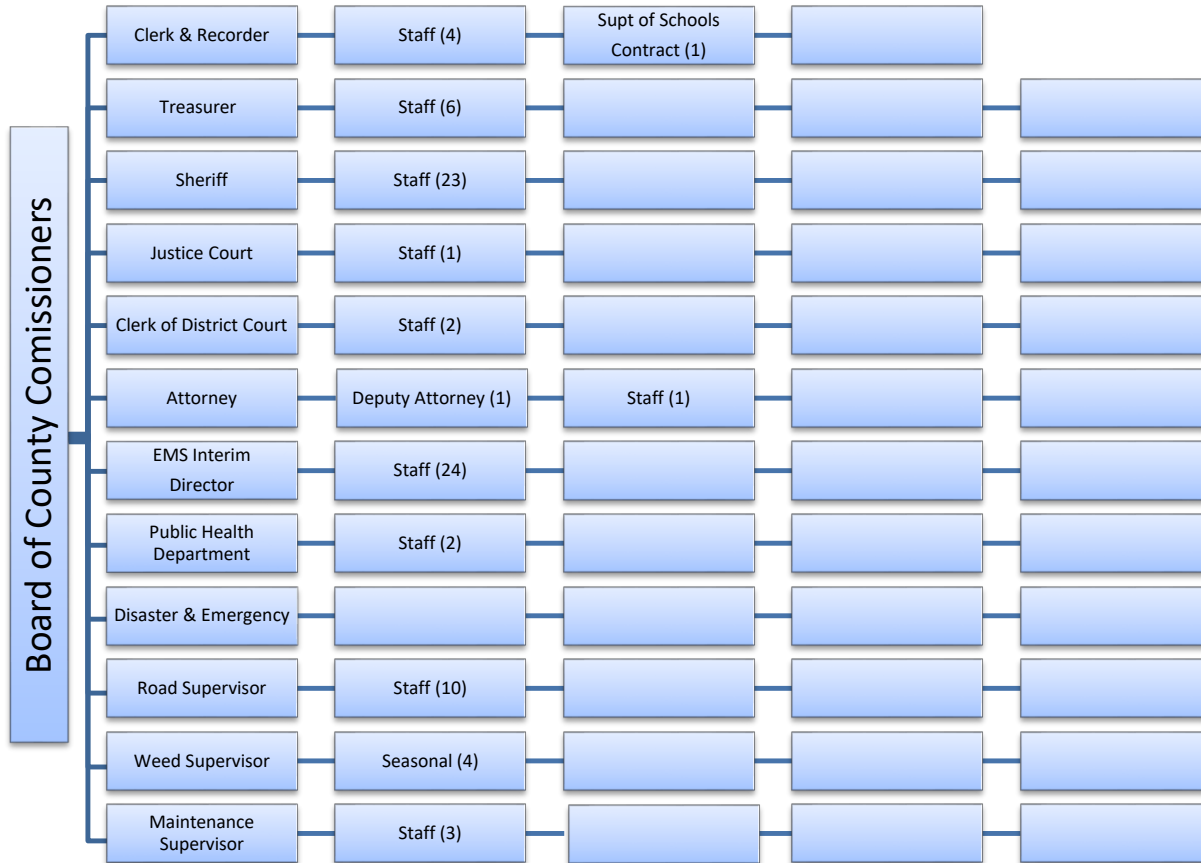 Board of County Comissioners
Clerk & Recorder
Staff (4)
Supt of Schools
Contract (1)
Treasurer
Staff (6)
Sheriff
Staff (23)
Justice Court
Staff (1)
Clerk of District Court
Staff (2)
Attorney
Deputy Attorney (1)
Staff (1)
EMS Interim
Director
Staff (24)
Public Health
Department
Staff (2)
Disaster & Emergency
Road Supervisor
Staff (10)
Weed Supervisor
Seasonal (4)
Maintenance
Supervisor
Staff (3)